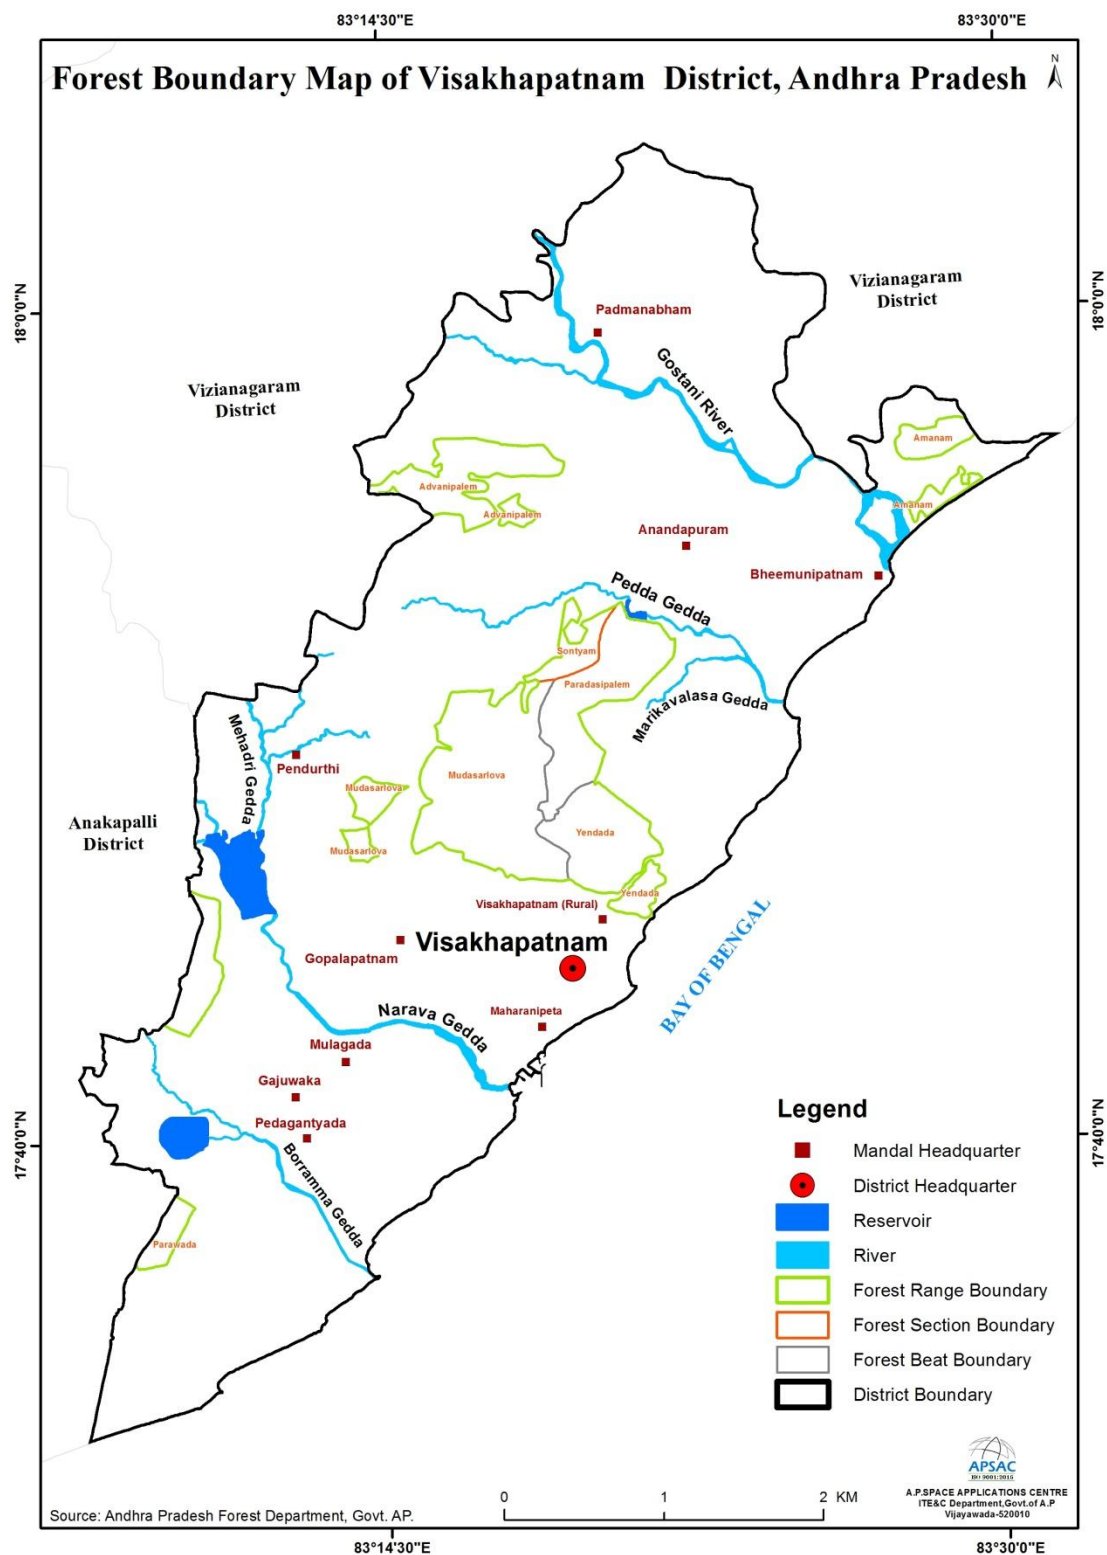 83°14'30"E
83°30'0"E
Forest Boundary Map of Visakhapatnam District, Andhra Pradesh
N
18°0'0"N
18°0'0"N
Vizianagaram
District
Padmanabham
Vizianagaram
District
Gostani River
Amanam
Advanipalem
Advanipalem
Amanam
Anandapuram
Bheemunipatnam
Pedda Gedda
Sontyam
Paradasipalem
Marikavalasa Gedda
Mehadri Gedda
Pendurthi
Mudasarlova
Mudasarlova
Anakapalli
District
Yendada
Mudasarlova
Yendada
Visakhapatnam (Rural)
Visakhapatnam
Gopalapatnam
BAY OF BENGAL
Narava Gedda
Maharanipeta
Mulagada
Gajuwaka
Pedagantyada
17°40'0"N
17°40'0"N
Borramma Gedda
Parawada
Legend
Mandal Headquarter
District Headquarter
Reservoir
River
Forest Range Boundary
Forest Section Boundary
Forest Beat Boundary
District Boundary
APSAC
ISO 9001:2015
A.P.SPACE APPLICATIONS CENTRE
ITE&C Department,Govt.of A.P
Vijayawada-520010
0 1 2 KM
Source: Andhra Pradesh Forest Department, Govt. AP.
83°14'30"E
83°30'0"E